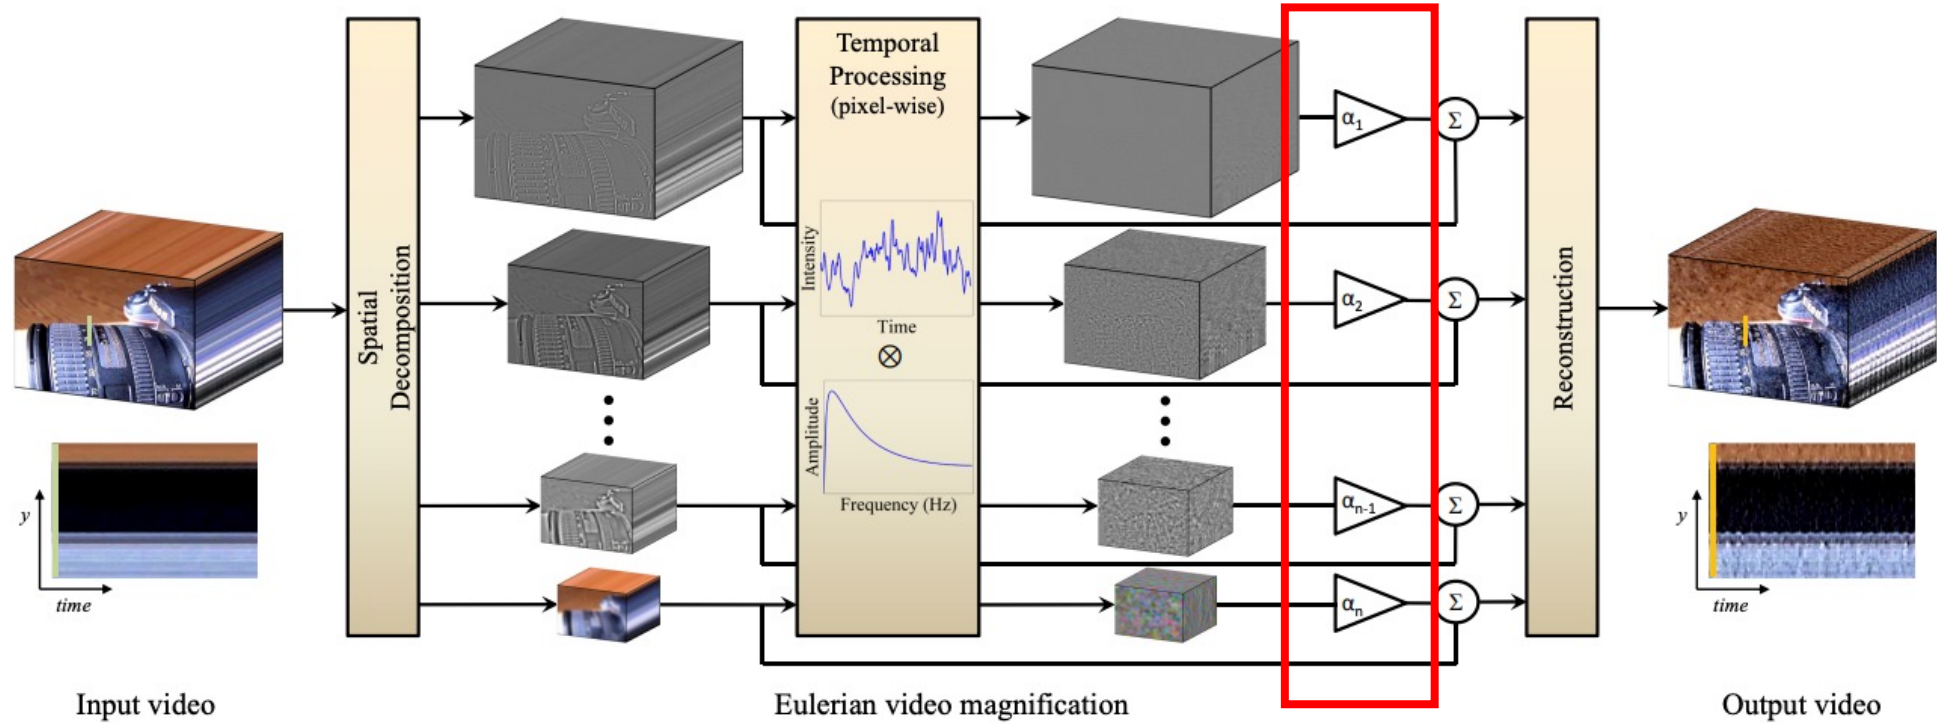 Temporal
Processing
(pixel-wise)
Spatial
Decomposition
Intensity
Time
⊗
Amplitude
Frequency (Hz)
α1
Σ
α2
Σ
αn-1
Σ
αn
Σ
Reconstruction
y
time
y
time
Input video
Eulerian video magnification
Output video